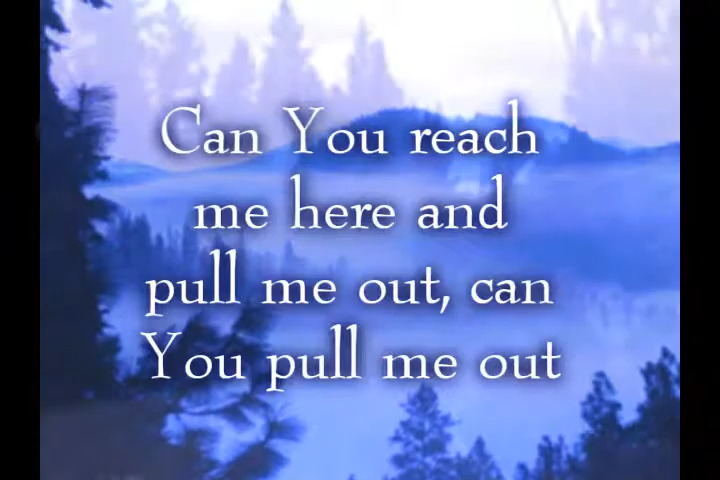 Can You reach
me here and
pull me out, can
You pull me out